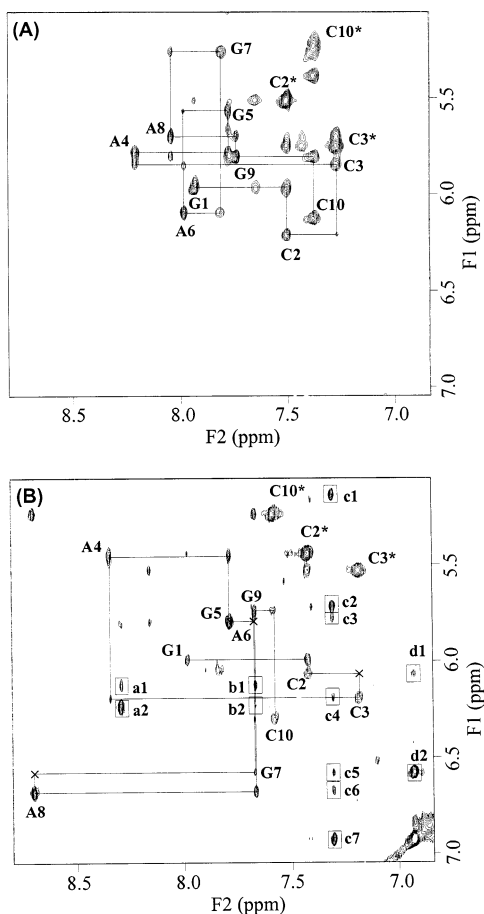 (A)
C10*
G7
C2*
G5
A8
A4
C3*
C3
G9
G1
C10
A6
C2
5.5
6.0
6.5
7.0
F1 (ppm)
8.5 8.0 7.5 7.0
F2 (ppm)
(B)
C10*
c1
C2*
A4
C3*
G9
c2
G5
A6
c3
G1
d1
C2
a1
b1
a2
b2
c4
C3
C10
G7
c5
d2
A8
c6
c7
5.5
6.0
6.5
7.0
F1 (ppm)
8.5 8.0 7.5 7.0
F2 (ppm)